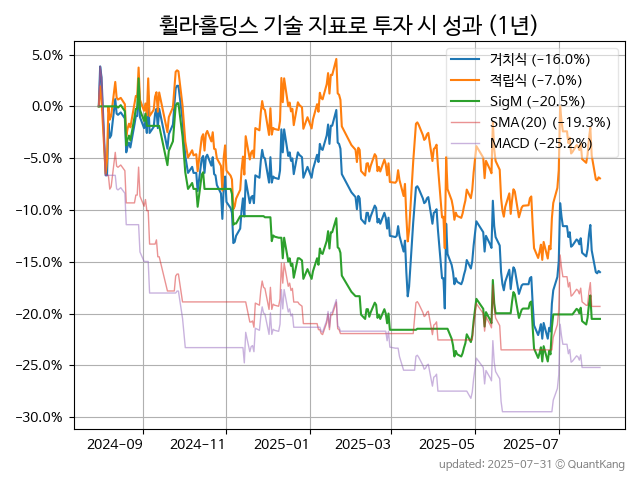 휠라홀딩스 기술 지표로 투자 시 성과 (1년)
5.0%
0.0%
−5.0%
−10.0%
−15.0%
−20.0%
−25.0%
−30.0%
거치식 (−16.0%)
적립식 (−7.0%)
SigM (−20.5%)
SMA(20) (−19.3%)
MACD (−25.2%)
2024-09 2024-11 2025-01 2025-03 2025-05 2025-07
updated: 2025-07-31 © QuantKang